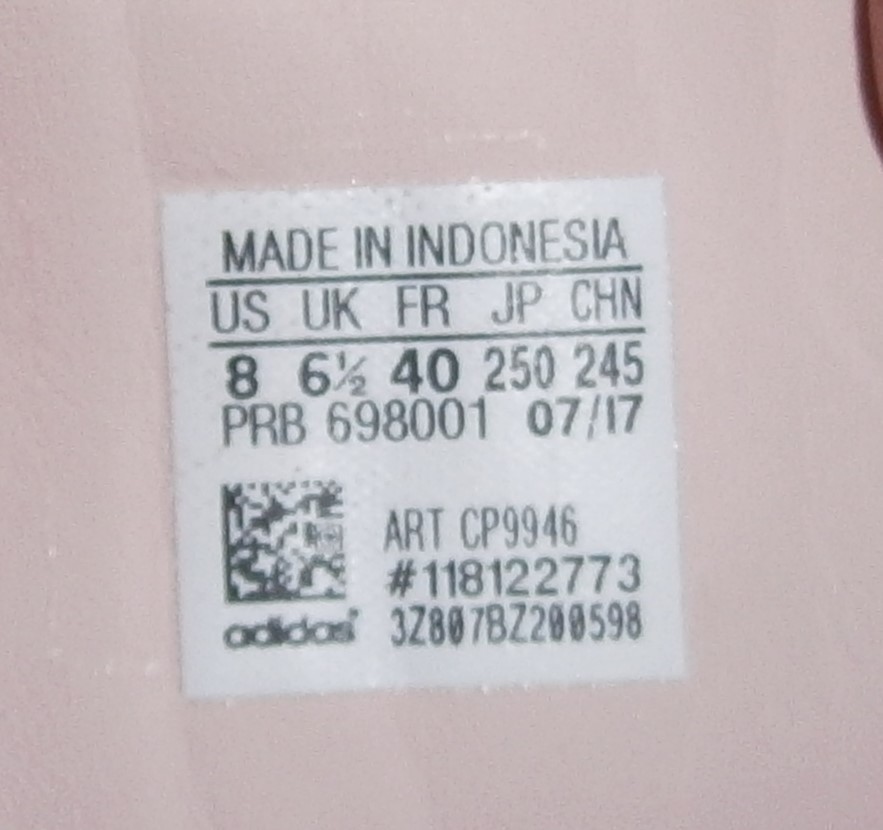 MADE IN INDONESIA
US UK FR JP CHN
8 6½ 40 250 245
PRB 698001 07/17
ART CP9946
#118122773
adidas 3Z807BZ200598